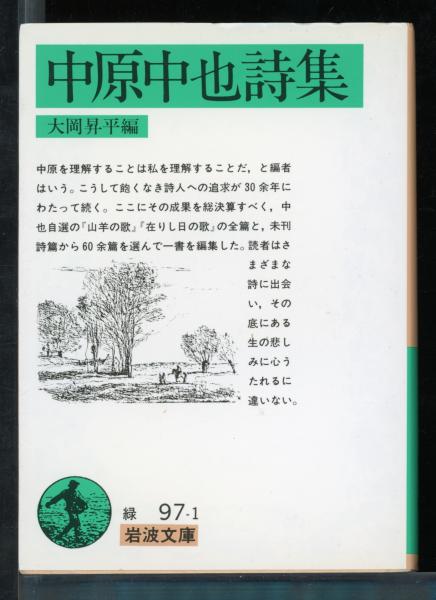 中原中也詩集
大岡昇平編
中原を理解することは私を理解することだ，と編者
はいう。こうして飽くなき詩人への追求が30余年に
わたって続く。ここにその成果を総決算すべく，中
也自選の『山羊の歌』『在りし日の歌』の全篇と，未刊
詩篇から60余篇を選んで一書を編集した。読者はさ
まざまな
詩に出会
い，その
底にある
生の悲し
みに心う
たれるに
違いない。
緑 97-1
岩波文庫